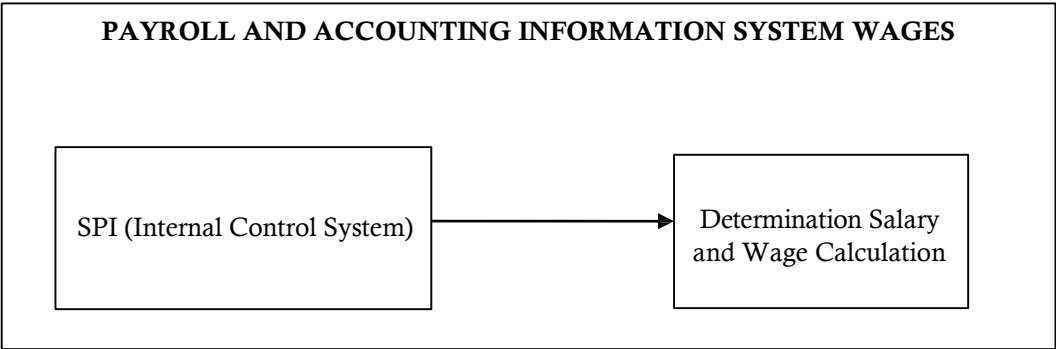 PAYROLL AND ACCOUNTING INFORMATION SYSTEM WAGES
SPI (Internal Control System)
Determination Salary
and Wage Calculation